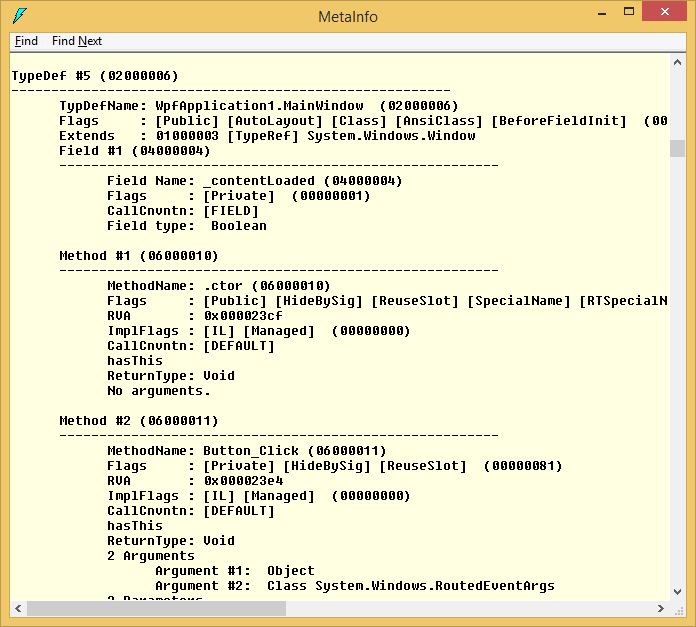 MetaInfo
Find Find Next
TypeDef #5 (02000006)
-------------------------------------------------------
TypDefName: WpfApplication1.MainWindow (02000006)
Flags : [Public] [AutoLayout] [Class] [AnsiClass] [BeforeFieldInit] (00
Extends : 01000003 [TypeRef] System.Windows.Window
Field #1 (04000004)
-------------------------------------------------------
Field Name: _contentLoaded (04000004)
Flags : [Private] (00000001)
CallCnvntn: [FIELD]
Field type: Boolean
Method #1 (06000010)
-------------------------------------------------------
MethodName: .ctor (06000010)
Flags : [Public] [HideBySig] [ReuseSlot] [SpecialName] [RTSpecialN
RVA : 0x000023cf
ImplFlags : [IL] [Managed] (00000000)
CallCnvntn: [DEFAULT]
hasThis
ReturnType: Void
No arguments.
Method #2 (06000011)
-------------------------------------------------------
MethodName: Button_Click (06000011)
Flags : [Private] [HideBySig] [ReuseSlot] (00000081)
RVA : 0x000023e4
ImplFlags : [IL] [Managed] (00000000)
CallCnvntn: [DEFAULT]
hasThis
ReturnType: Void
2 Arguments
Argument #1: Object
Argument #2: Class System.Windows.RoutedEventArgs